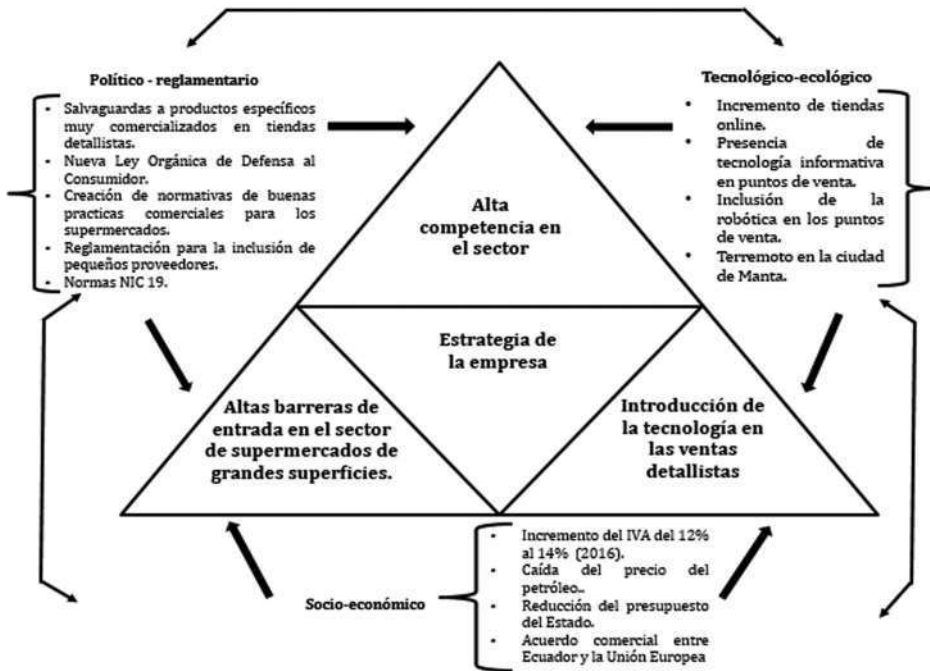 Político - reglamentario
• Salvaguardas a productos específicos
muy comercializados en tiendas
detallistas.
• Nueva Ley Orgánica de Defensa al
Consumidor.
• Creación de normativas de buenas
practicas comerciales para los
supermercados.
• Reglamentación para la inclusión de
pequeños proveedores.
• Normas NIC 19.
Tecnológico-ecológico
• Incremento de tiendas
online.
• Presencia de
tecnología informativa
en puntos de venta.
• Inclusión de la
robótica en los puntos
de venta.
• Terremoto en la ciudad
de Manta.
Alta
competencia en
el sector
Estrategia de
la empresa
Altas barreras de
entrada en el sector
de supermercados de
grandes superficies.
Introducción de
la tecnología en
las ventas
detallistas
Socio-económico
• Incremento del IVA del 12%
al 14% (2016).
• Caída del precio del
petróleo..
• Reducción del presupuesto
del Estado.
• Acuerdo comercial entre
Ecuador y la Unión Europea